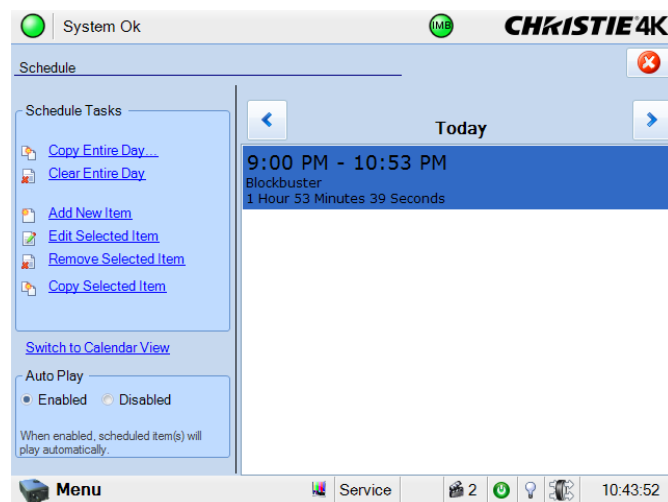 System Ok
IMB
CHRISTIE 4K
Schedule
Schedule Tasks
Copy Entire Day...
Clear Entire Day
Add New Item
Edit Selected Item
Remove Selected Item
Copy Selected Item
Switch to Calendar View
Auto Play
Enabled Disabled
When enabled, scheduled item(s) will
play automatically.
Today
9:00 PM - 10:53 PM
Blockbuster
1 Hour 53 Minutes 39 Seconds
Menu
Service
2
10:43:52